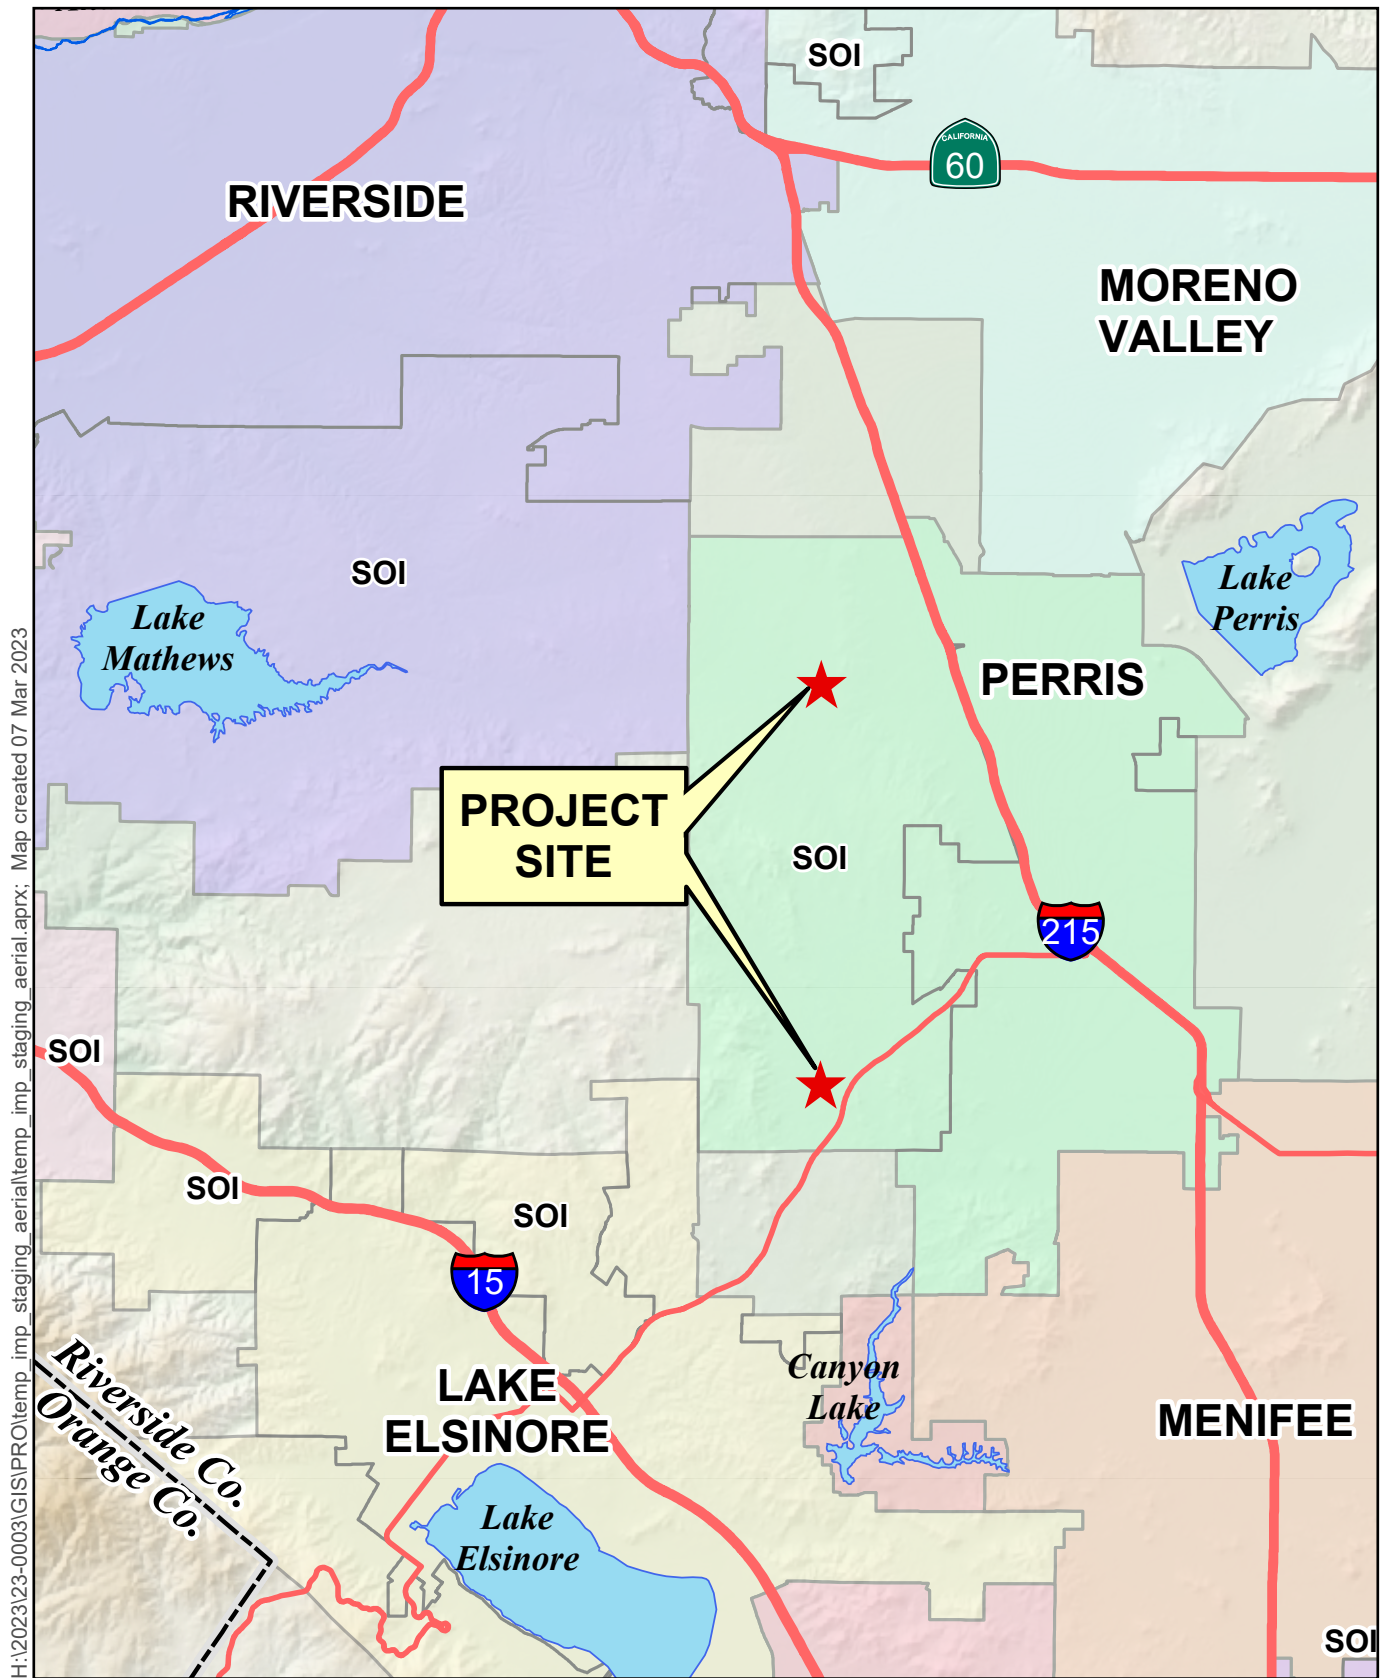 SOI
CALIFORNIA
60
RIVERSIDE
MORENO
VALLEY
SOI
Lake
Mathews
Lake
Perris
PERRIS
PROJECT
SITE
SOI
215
SOI
SOI
SOI
15
Riverside Co.
Orange Co.
LAKE
ELSINORE
Canyon
Lake
MENIFEE
Lake
Elsinore
SOI
H:\2023\23-0003\GIS\PRO\temp_imp_staging_aerial\temp_imp_staging_aerial.aprx; Map created 07 Mar 2023